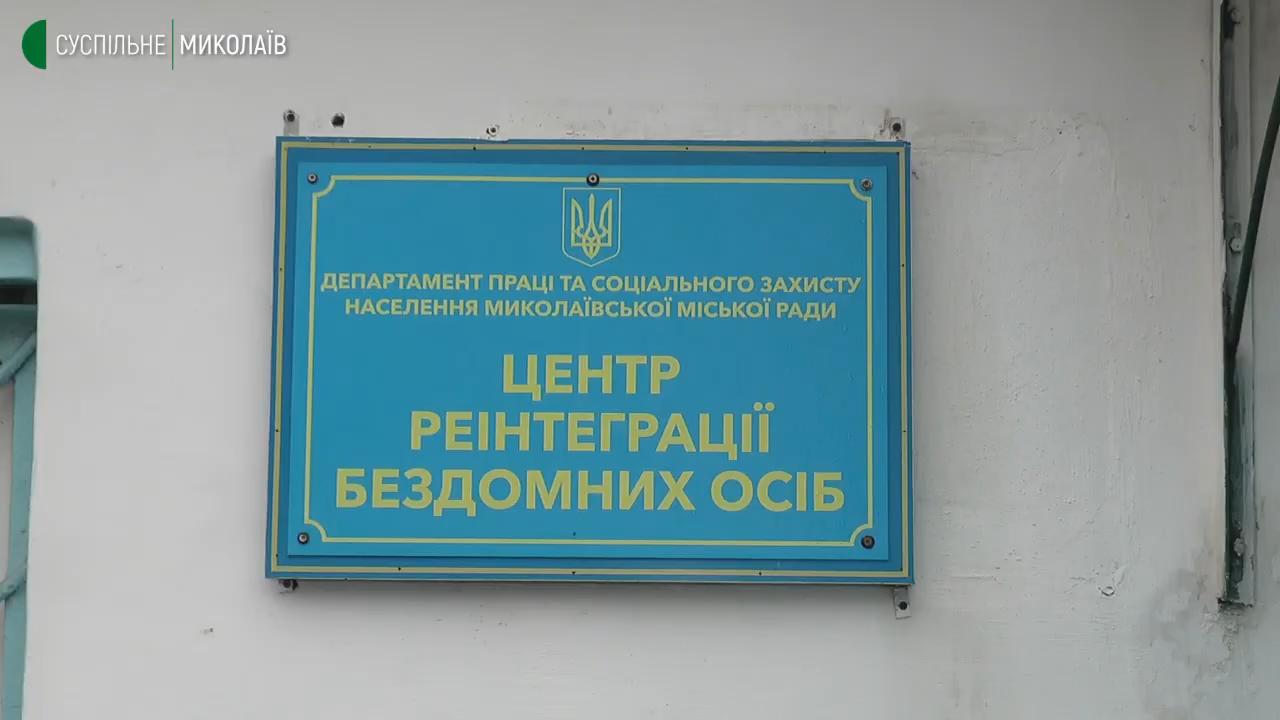 СУСПІЛЬНЕ МИКОЛАЇВ
ДЕПАРТАМЕНТ ПРАЦІ ТА СОЦІАЛЬНОГО ЗАХИСТУ
НАСЕЛЕННЯ МИКОЛАЇВСЬКОЇ МІСЬКОЇ РАДИ
ЦЕНТР
РЕІНТЕГРАЦІЇ
БЕЗДОМНИХ ОСІБ